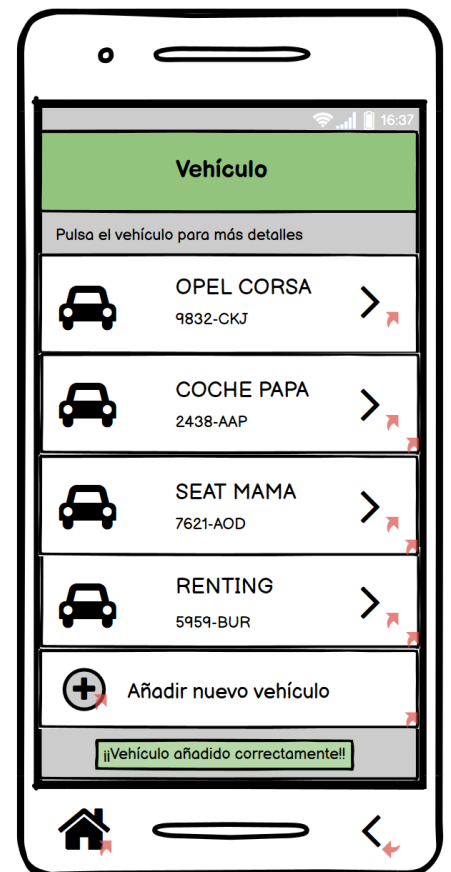 16:37
Vehículo
Pulsa el vehículo para más detalles
OPEL CORSA
9832-CKJ
COCHE PAPA
2438-AAP
SEAT MAMA
7621-AOD
RENTING
5959-BUR
Añadir nuevo vehículo
¡¡Vehículo añadido correctamente!!